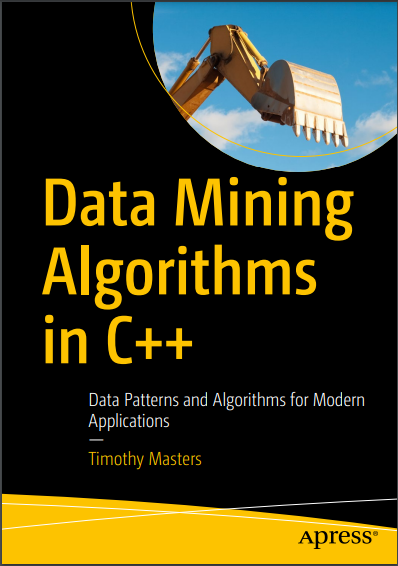 Data Mining
Algorithms
in C++
Data Patterns and Algorithms for Modern
Applications
—
Timothy Masters
Apress®